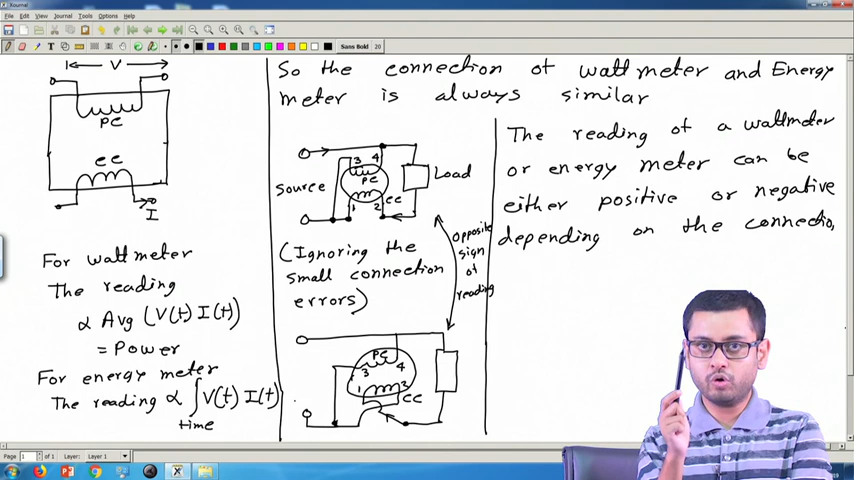 Xournal
File Edit View Journal Tools Options Help
Sans Bold 20
V
PC
CC
I
For wattmeter
The reading
∝ Avg (V(t) I(t))
= Power
For energy meter
The reading ∝ ∫ V(t) I(t)
time
So the connection of wattmeter and Energy
meter is always similar
3 4
PC
Source
Load
CC
1 2
(Ignoring the
small connection
errors)
Opposite
sign of
reading
PC
3 4
1 2
CC
The reading of a wattmeter
or energy meter can be
either positive or negative
depending on the connectio
Page 1 of 1 Layer: Layer 1